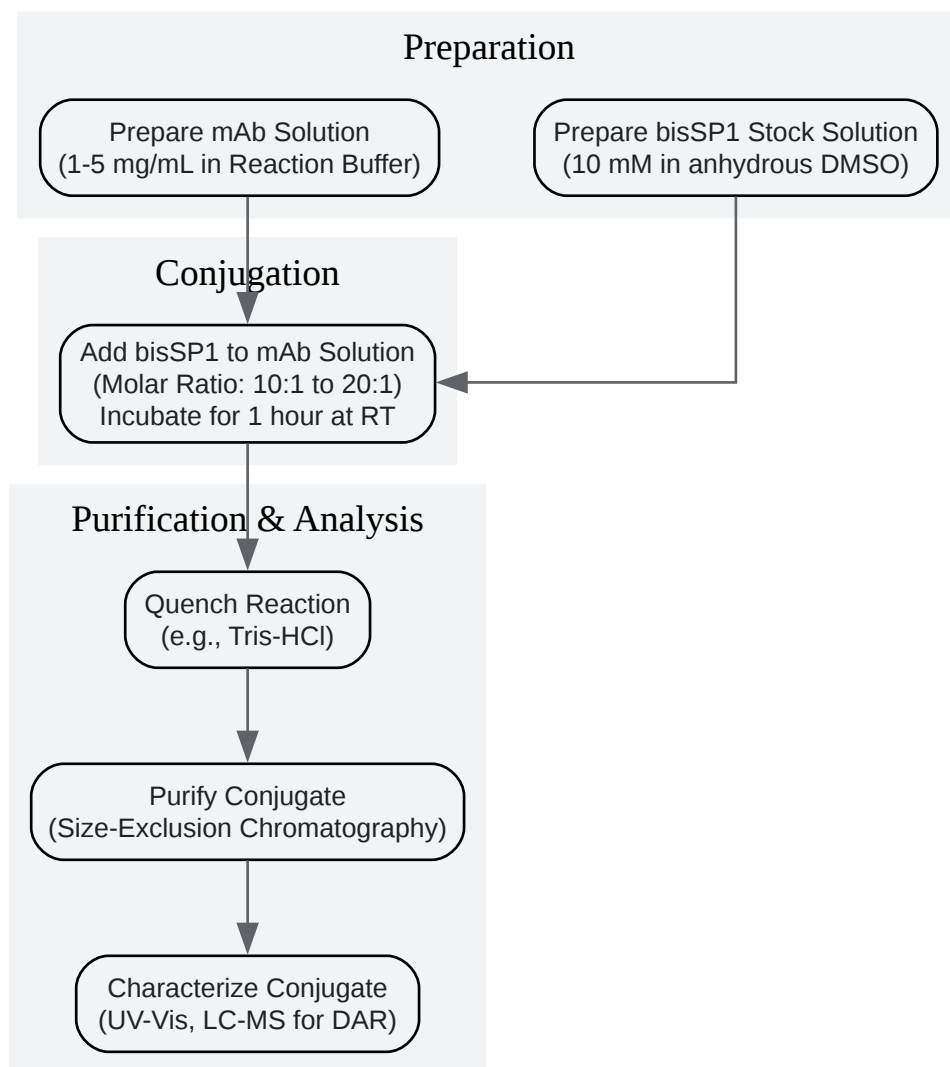 Preparation
Prepare mAb Solution
(1-5 mg/mL in Reaction Buffer)
Prepare bisSP1 Stock Solution
(10 mM in anhydrous DMSO)
Conjugation
Add bisSP1 to mAb Solution
(Molar Ratio: 10:1 to 20:1)
Incubate for 1 hour at RT
Purification & Analysis
Quench Reaction
(e.g., Tris-HCl)
Purify Conjugate
(Size-Exclusion Chromatography)
Characterize Conjugate
(UV-Vis, LC-MS for DAR)